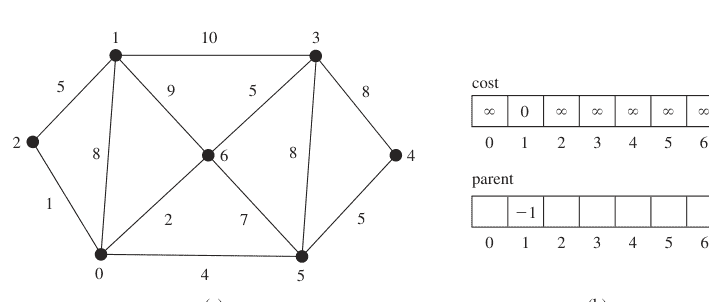 1 10 3
5 9 5 8
2 8 6 8 4
1 2 7 5
0 4 5
cost
∞ 0 ∞ ∞ ∞ ∞ ∞
0 1 2 3 4 5 6
parent
−1
0 1 2 3 4 5 6